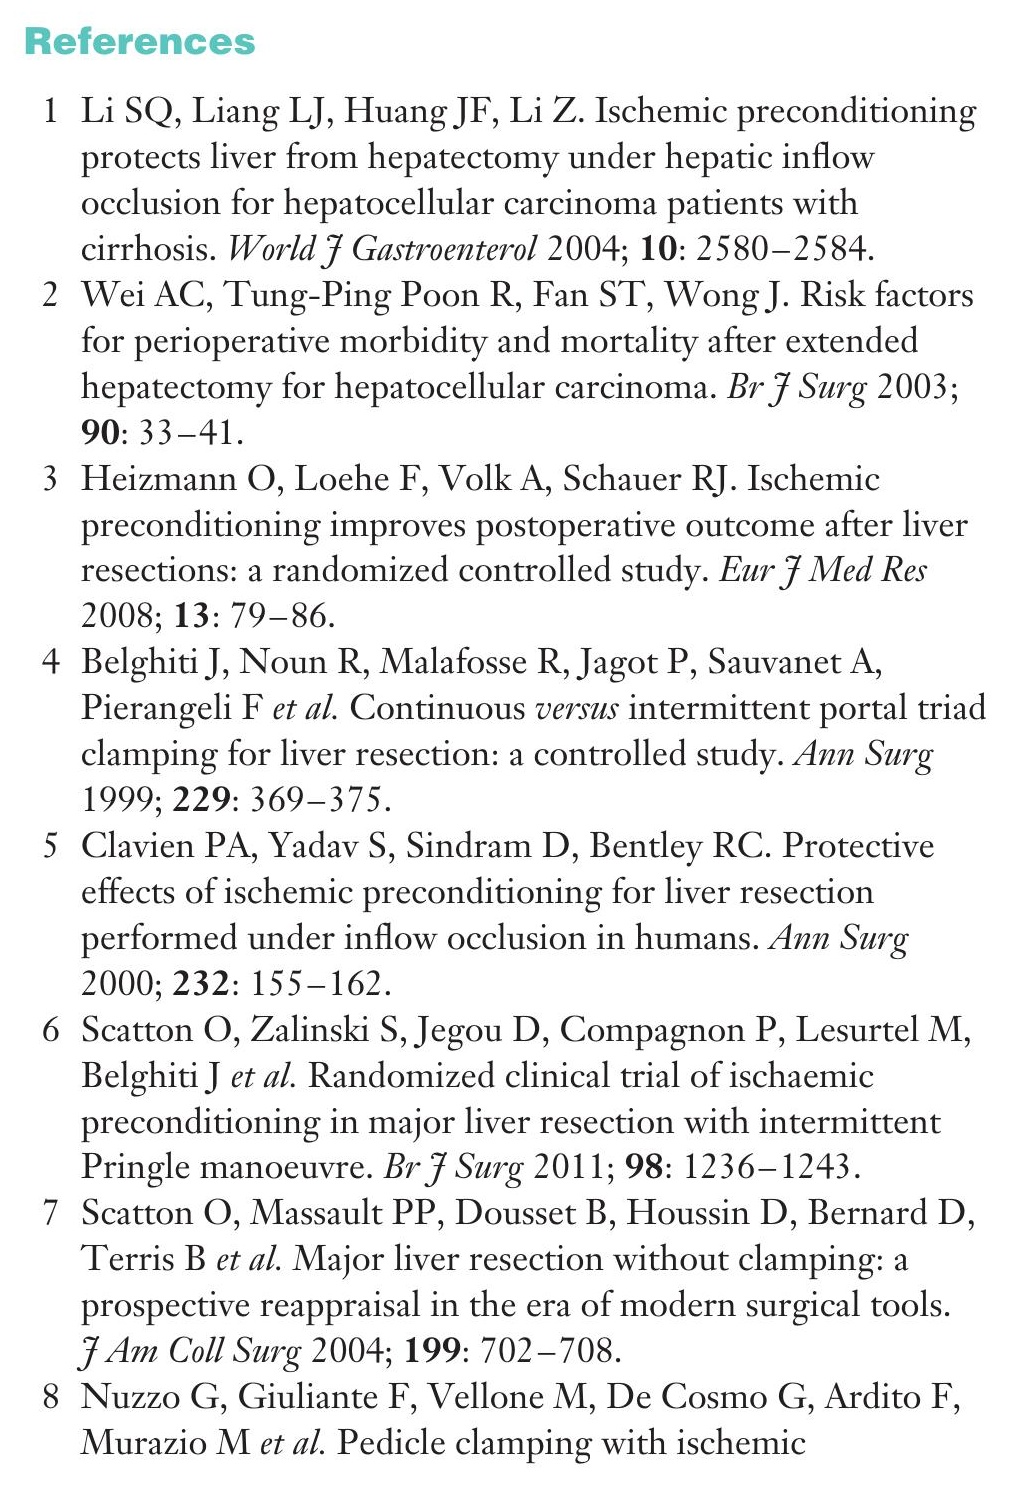 References
1 Li SQ, Liang LJ, Huang JF, Li Z. Ischemic preconditioning
protects liver from hepatectomy under hepatic inflow
occlusion for hepatocellular carcinoma patients with
cirrhosis. World J Gastroenterol 2004; 10: 2580–2584.
2 Wei AC, Tung-Ping Poon R, Fan ST, Wong J. Risk factors
for perioperative morbidity and mortality after extended
hepatectomy for hepatocellular carcinoma. Br J Surg 2003;
90: 33–41.
3 Heizmann O, Loehe F, Volk A, Schauer RJ. Ischemic
preconditioning improves postoperative outcome after liver
resections: a randomized controlled study. Eur J Med Res
2008; 13: 79–86.
4 Belghiti J, Noun R, Malafosse R, Jagot P, Sauvanet A,
Pierangeli F et al. Continuous versus intermittent portal triad
clamping for liver resection: a controlled study. Ann Surg
1999; 229: 369–375.
5 Clavien PA, Yadav S, Sindram D, Bentley RC. Protective
effects of ischemic preconditioning for liver resection
performed under inflow occlusion in humans. Ann Surg
2000; 232: 155–162.
6 Scatton O, Zalinski S, Jegou D, Compagnon P, Lesurtel M,
Belghiti J et al. Randomized clinical trial of ischaemic
preconditioning in major liver resection with intermittent
Pringle manoeuvre. Br J Surg 2011; 98: 1236–1243.
7 Scatton O, Massault PP, Dousset B, Houssin D, Bernard D,
Terris B et al. Major liver resection without clamping: a
prospective reappraisal in the era of modern surgical tools.
J Am Coll Surg 2004; 199: 702–708.
8 Nuzzo G, Giuliante F, Vellone M, De Cosmo G, Ardito F,
Murazio M et al. Pedicle clamping with ischemic